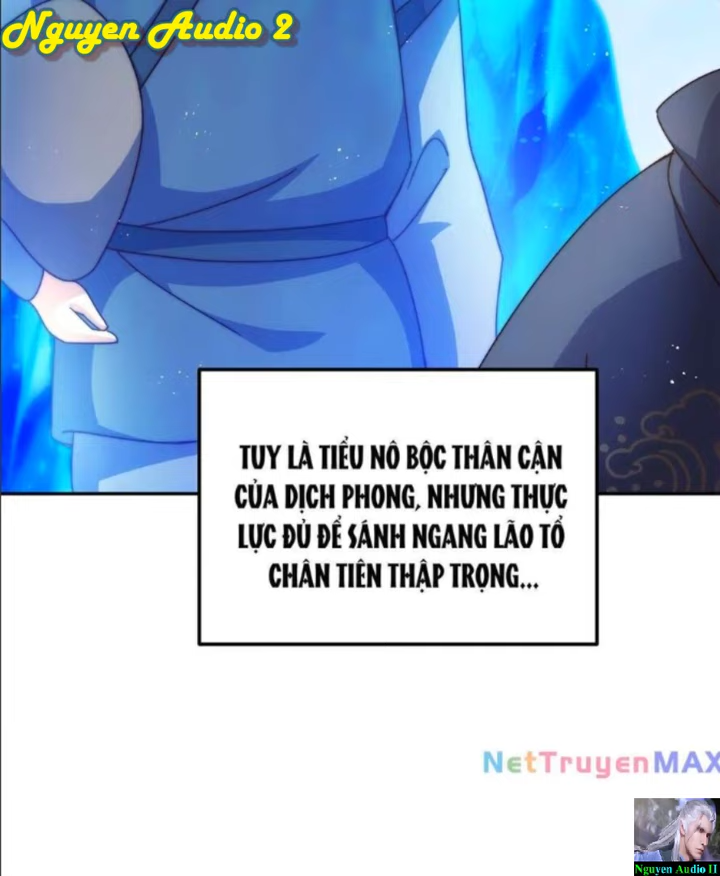 Nguyen Audio 2
TUY LÀ TIỂU NÔ BỘC THÂN CẬN
CỦA DỊCH PHONG, NHƯNG THỰC
LỰC ĐỦ ĐỂ SÁNH NGANG LÃO TỔ
CHÂN TIÊN THẬP TRỌNG...
NetTruyenMAX
Nguyen Audio II